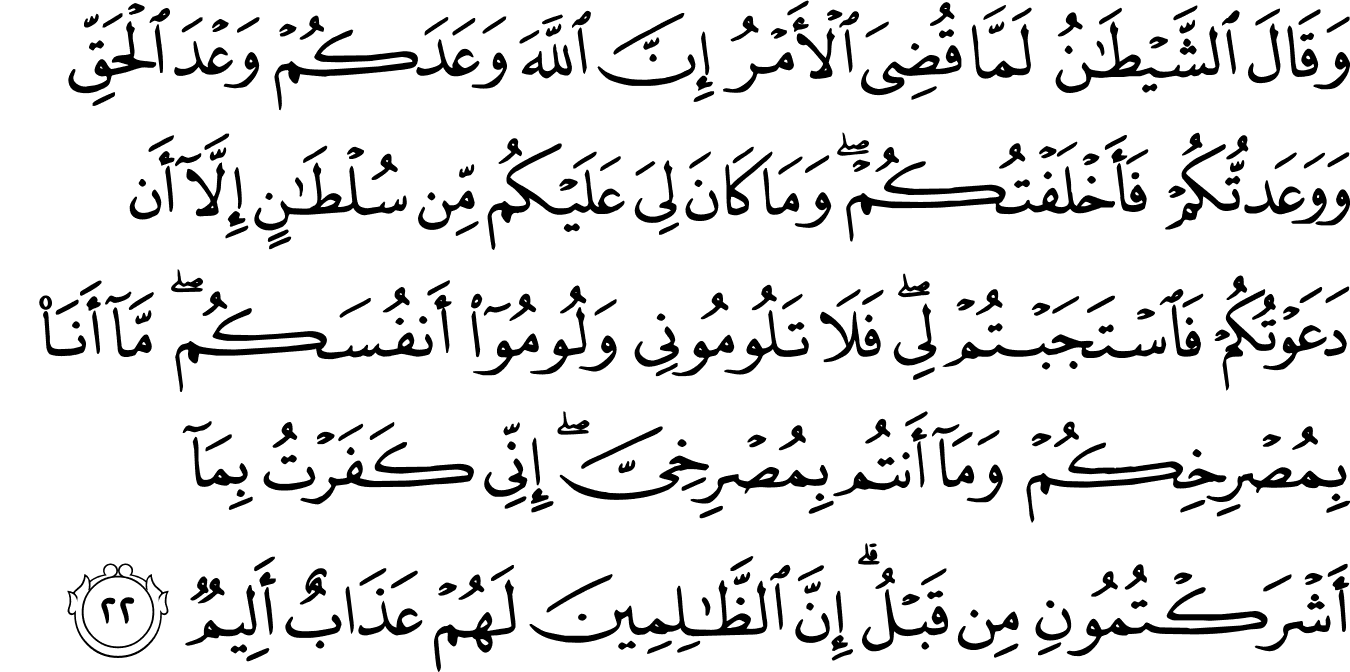 وَقَالَ ٱلشَّيْطَٰنُ لَمَّا قُضِىَ ٱلْأَمْرُ إِنَّ ٱللَّهَ وَعَدَكُمْ وَعْدَ ٱلْحَقِّ
وَوَعَدتُّكُمْ فَأَخْلَفْتُكُمْ ۖ وَمَا كَانَ لِىَ عَلَيْكُم مِّن سُلْطَٰنٍ إِلَّآ أَن
دَعَوْتُكُمْ فَٱسْتَجَبْتُمْ لِى ۖ فَلَا تَلُومُونِى وَلُومُوٓا۟ أَنفُسَكُم ۖ مَّآ أَنَا۠
بِمُصْرِخِكُمْ وَمَآ أَنتُم بِمُصْرِخِىَّ ۖ إِنِّى كَفَرْتُ بِمَآ
أَشْرَكْتُمُونِ مِن قَبْلُ ۗ إِنَّ ٱلظَّٰلِمِينَ لَهُمْ عَذَابٌ أَلِيمٌ ٢٢